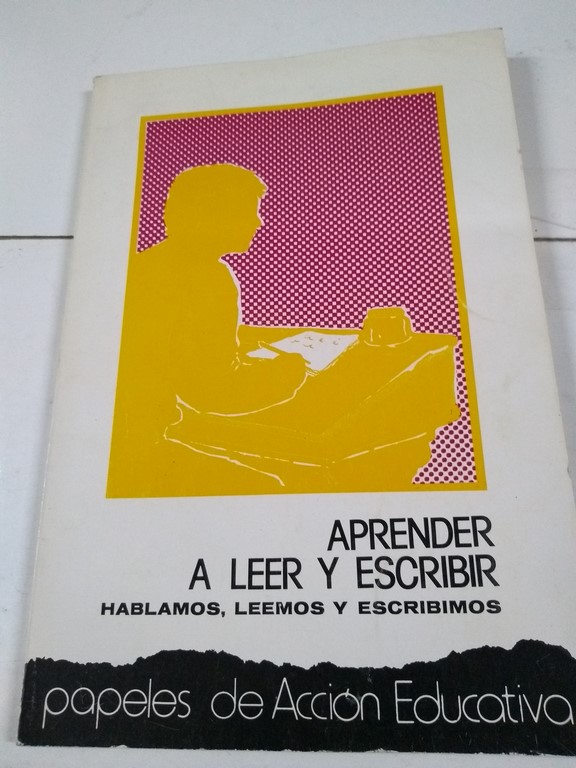 APRENDER
A LEER Y ESCRIBIR
HABLAMOS, LEEMOS Y ESCRIBIMOS
papeles de Acción Educativa